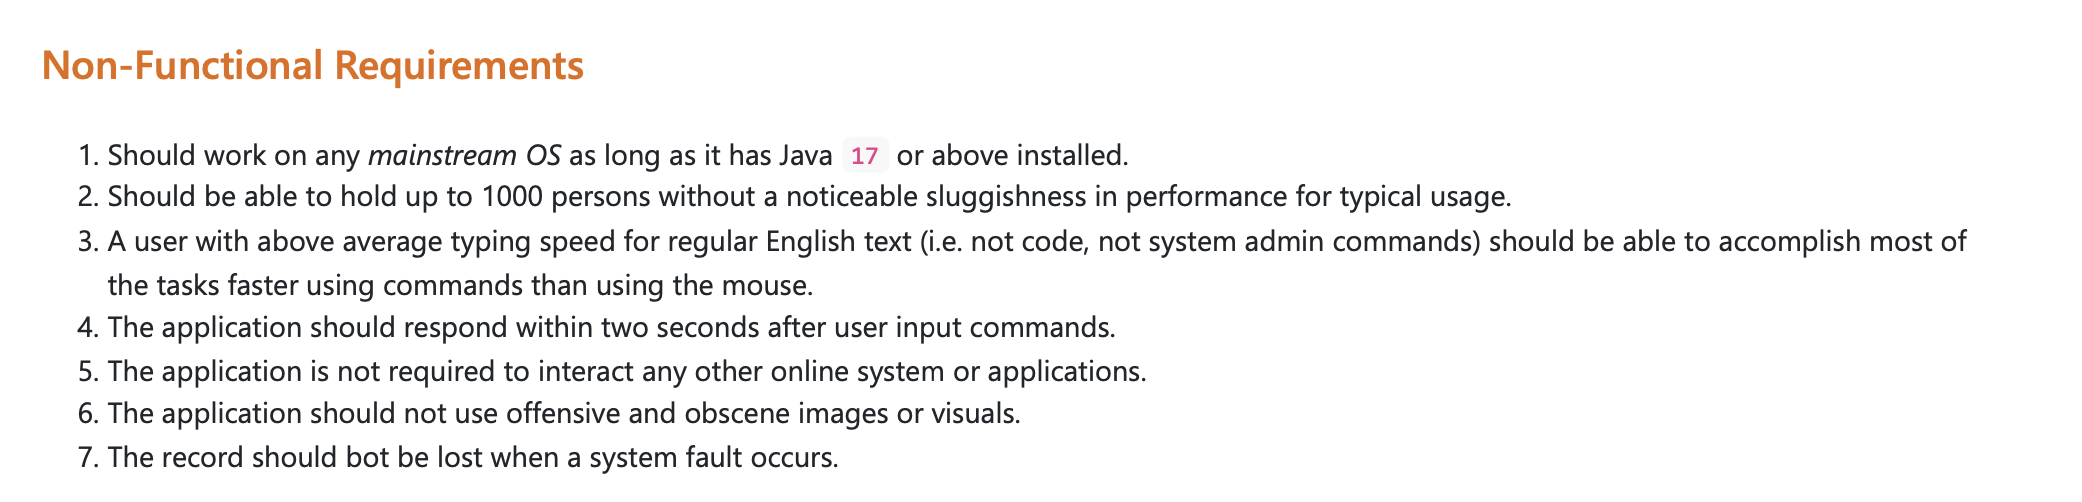 Non-Functional Requirements
1. Should work on any mainstream OS as long as it has Java 17 or above installed.
2. Should be able to hold up to 1000 persons without a noticeable sluggishness in performance for typical usage.
3. A user with above average typing speed for regular English text (i.e. not code, not system admin commands) should be able to accomplish most of
the tasks faster using commands than using the mouse.
4. The application should respond within two seconds after user input commands.
5. The application is not required to interact any other online system or applications.
6. The application should not use offensive and obscene images or visuals.
7. The record should bot be lost when a system fault occurs.